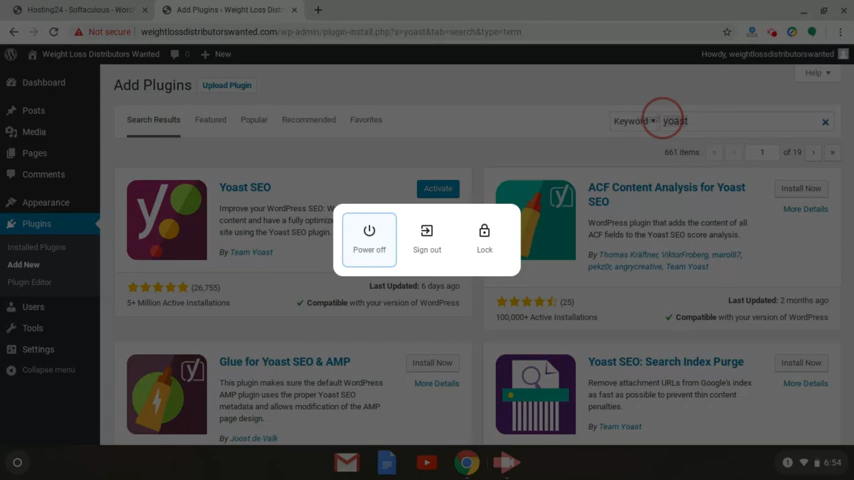 Hosting24 - Softaculous - Word
Add Plugins ‹ Weight Loss Distri
Not secure weightlossdistributorswanted.com/wp-admin/plugin-install.php?s=yoast&tab=search&type=term
Weight Loss Distributors Wanted 0 New Howdy, weightlossdistributorswanted
Dashboard
Posts
Media
Pages
Comments
Appearance
Plugins
Installed Plugins
Add New
Plugin Editor
Users
Tools
Settings
Collapse menu
Help
Add Plugins Upload Plugin
Search Results Featured Popular Recommended Favorites
Keyword yoast
661 items 1 of 19
Yoast SEO
Activate
Improve your WordPress SEO:
content and have a fully optimize
site using the Yoast SEO plugin.
By Team Yoast
(26,755)
5+ Million Active Installations
Last Updated: 6 days ago
Compatible with your version of WordPress
ACF Content Analysis for Yoast
SEO
Install Now
More Details
WordPress plugin that adds the content of
all ACF fields to the Yoast SEO score analysis.
By Thomas Kräftner, ViktorFroberg, marol87,
pekz0r, angrycreative, Team Yoast
(25)
100,000+ Active Installations
Last Updated: 2 months ago
Compatible with your version of WordPress
Power off Sign out Lock
Glue for Yoast SEO & AMP
Install Now
More Details
This plugin makes sure the default WordPress
AMP plugin uses the proper Yoast SEO
metadata and allows modification of the AMP
page design.
By Joost de Valk
Yoast SEO: Search Index Purge
Install Now
More Details
Remove attachment URLs from Google's index
as fast as possible to prevent thin content
penalties.
By Team Yoast
6:54